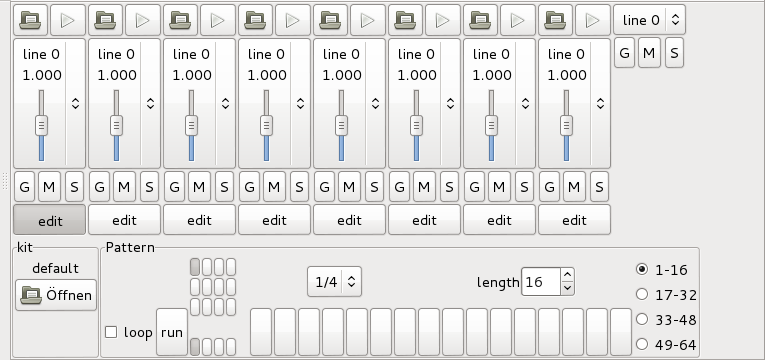 line 0
G M S
line 0 line 0 line 0 line 0 line 0 line 0 line 0 line 0
1.000 1.000 1.000 1.000 1.000 1.000 1.000 1.000
G M S G M S G M S G M S G M S G M S G M S G M S
edit edit edit edit edit edit edit edit
kit
default
Öffnen
Pattern
loop run
1/4
length 16
1-16
17-32
33-48
49-64